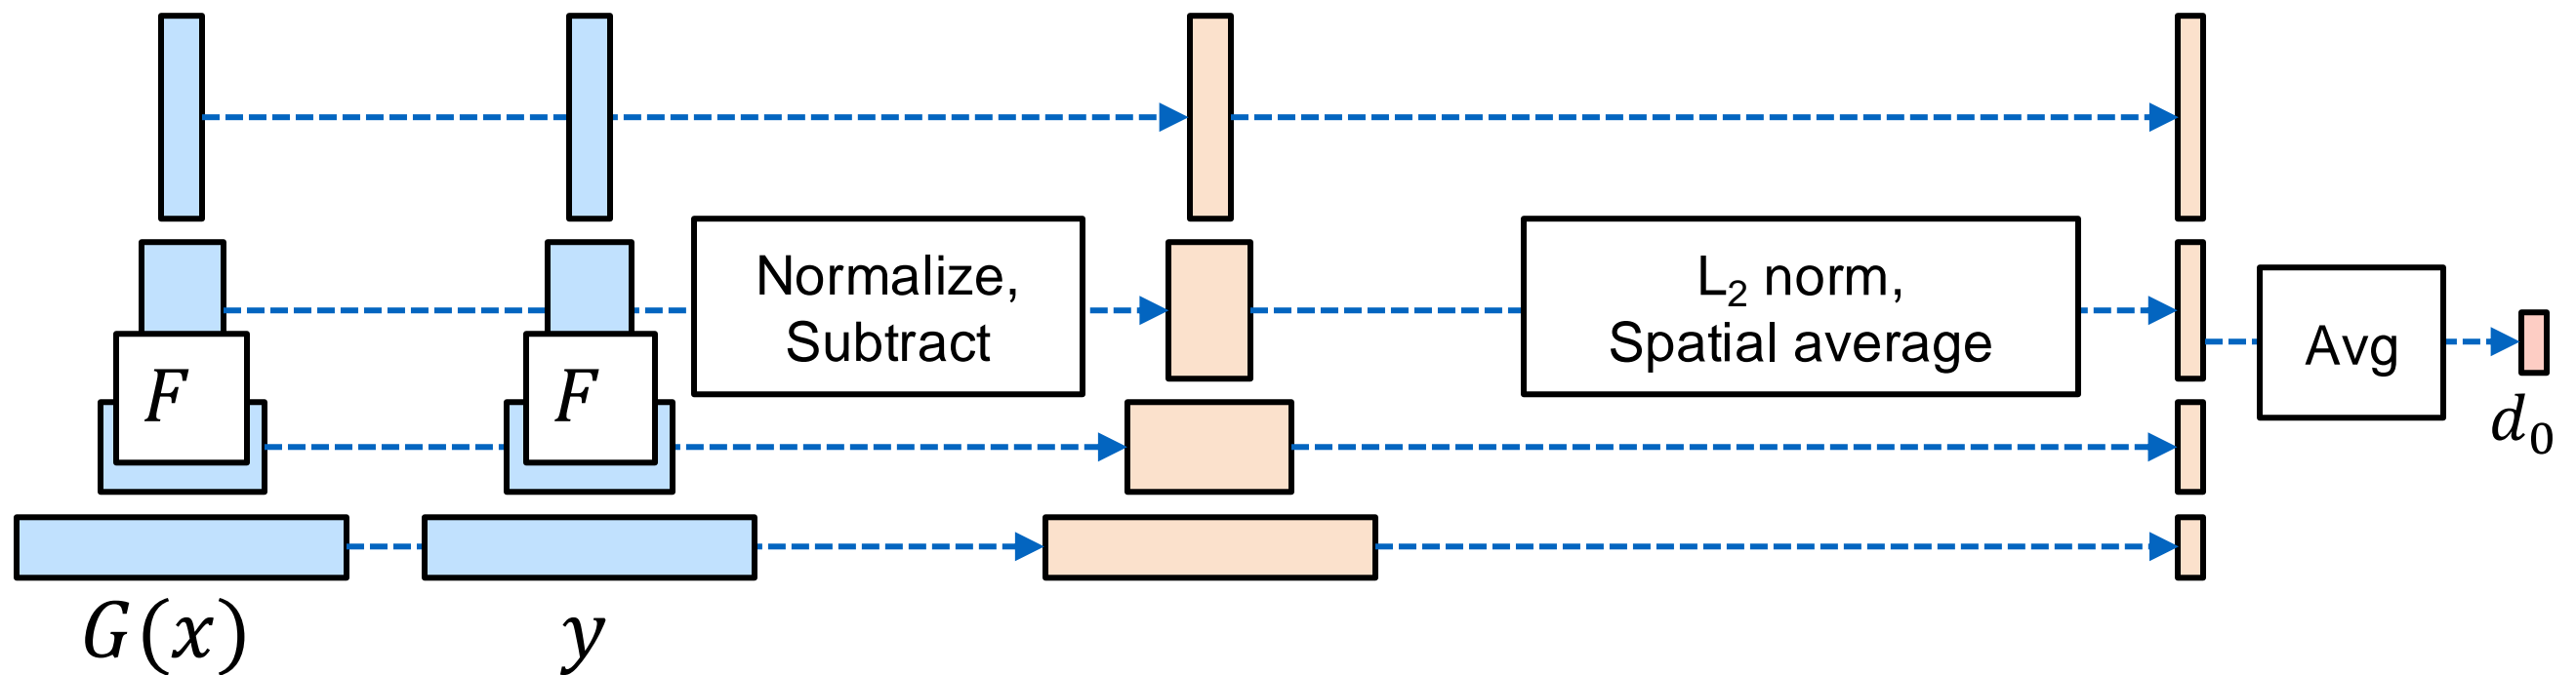 Normalize,
Subtract
L₂ norm,
Spatial average
F
F
Avg
d₀
G(x)
y